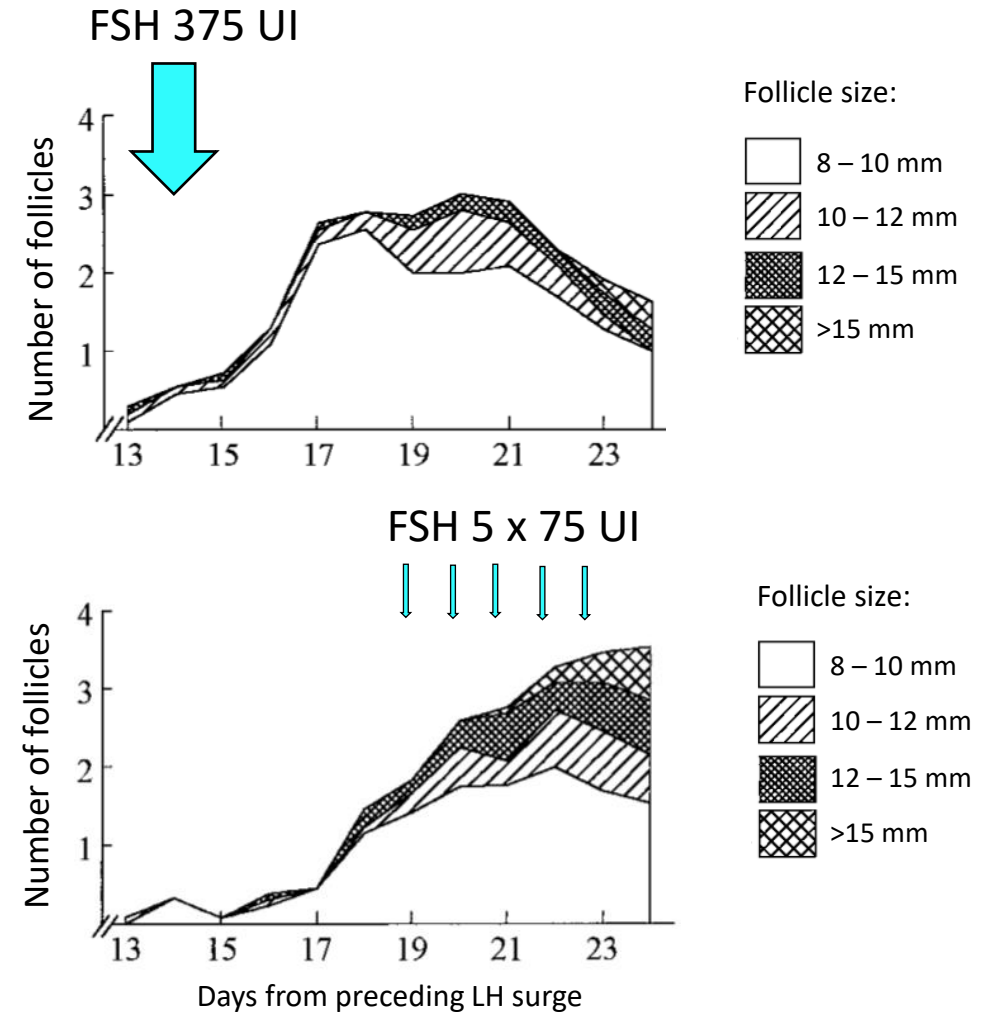 FSH 375 UI
Number of follicles
4
3
2
1
13 15 17 19 21 23
Follicle size:
8 – 10 mm
10 – 12 mm
12 – 15 mm
>15 mm
FSH 5 x 75 UI
Number of follicles
4
3
2
1
13 15 17 19 21 23
Days from preceding LH surge
Follicle size:
8 – 10 mm
10 – 12 mm
12 – 15 mm
>15 mm